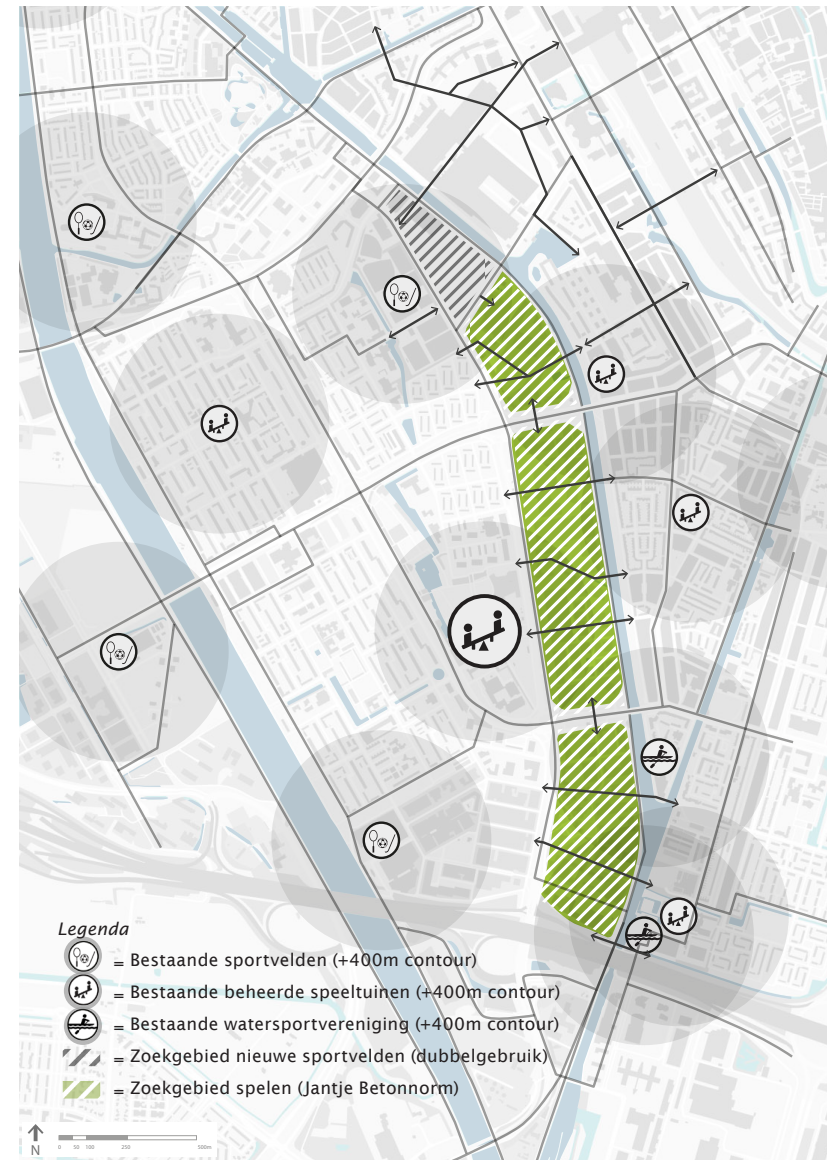 Legenda
= Bestaande sportvelden (+400m contour)
= Bestaande beheerde speeltuinen (+400m contour)
= Bestaande watersportvereniging (+400m contour)
= Zoekgebied nieuwe sportvelden (dubbelgebruik)
= Zoekgebied spelen (Jantje Betonnorm)
N
0 50 100 250 500m